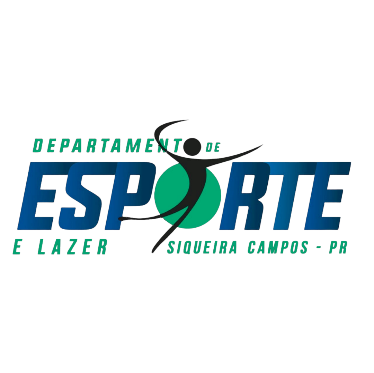 DEPARTAMENTO DE
ESPORTE
E LAZER SIQUEIRA CAMPOS - PR